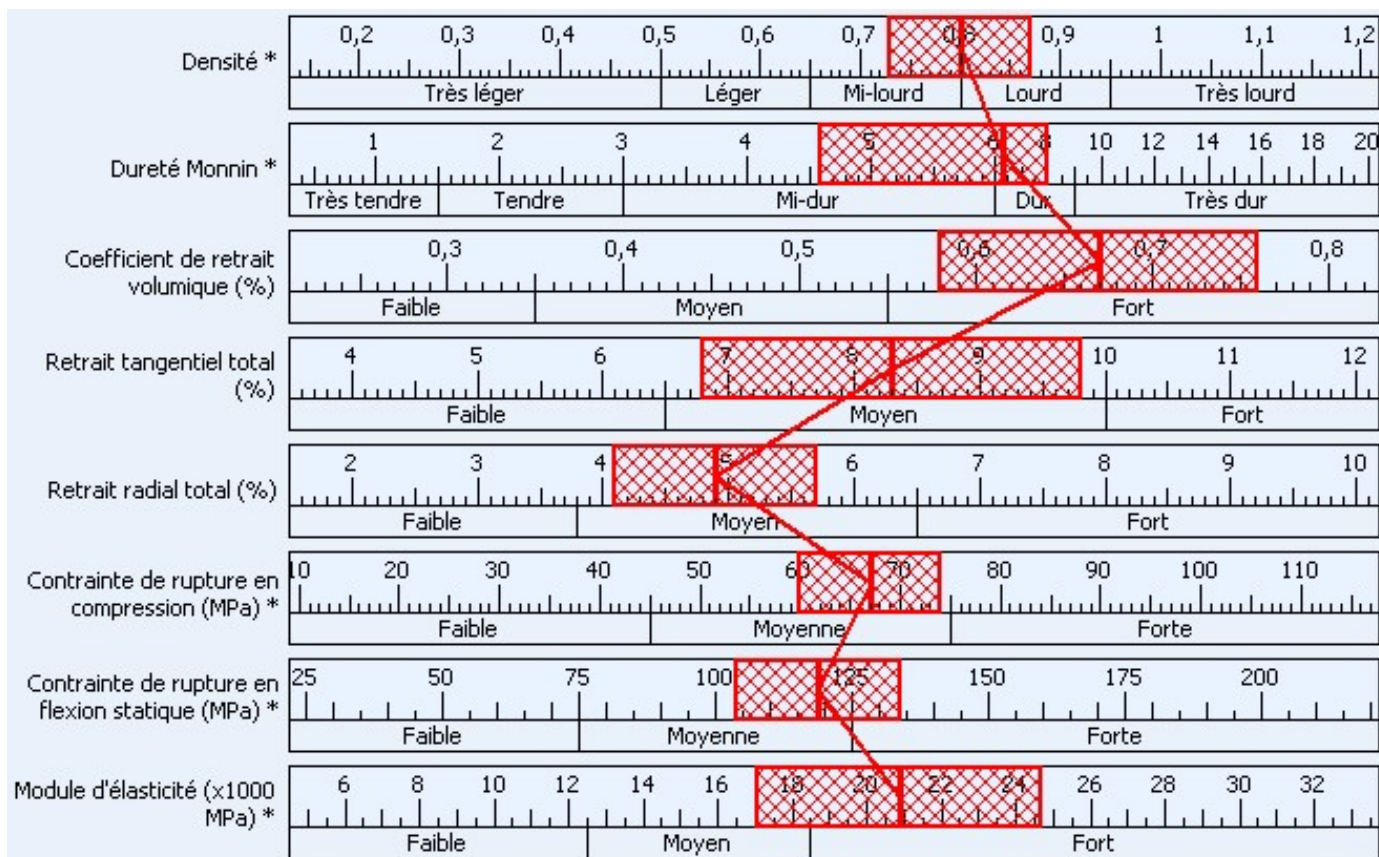 0,2 0,3 0,4 0,5 0,6 0,7 0,8 0,9 1 1,1 1,2
Densité *
Très léger Léger Mi-lourd Lourd Très lourd
1 2 3 4 5 6 8 10 12 14 16 18 20
Dureté Monnin *
Très tendre Tendre Mi-dur Dur Très dur
0,3 0,4 0,5 0,6 0,7 0,8
Coefficient de retrait
volumique (%)
Faible Moyen Fort
4 5 6 7 8 9 10 11 12
Retrait tangentiel total
(%)
Faible Moyen Fort
2 3 4 5 6 7 8 9 10
Retrait radial total (%)
Faible Moyen Fort
10 20 30 40 50 60 70 80 90 100 110
Contrainte de rupture en
compression (MPa) *
Faible Moyenne Forte
25 50 75 100 125 150 175 200
Contrainte de rupture en
flexion statique (MPa) *
Faible Moyenne Forte
6 8 10 12 14 16 18 20 22 24 26 28 30 32
Module d'élasticité (x1000
MPa) *
Faible Moyen Fort